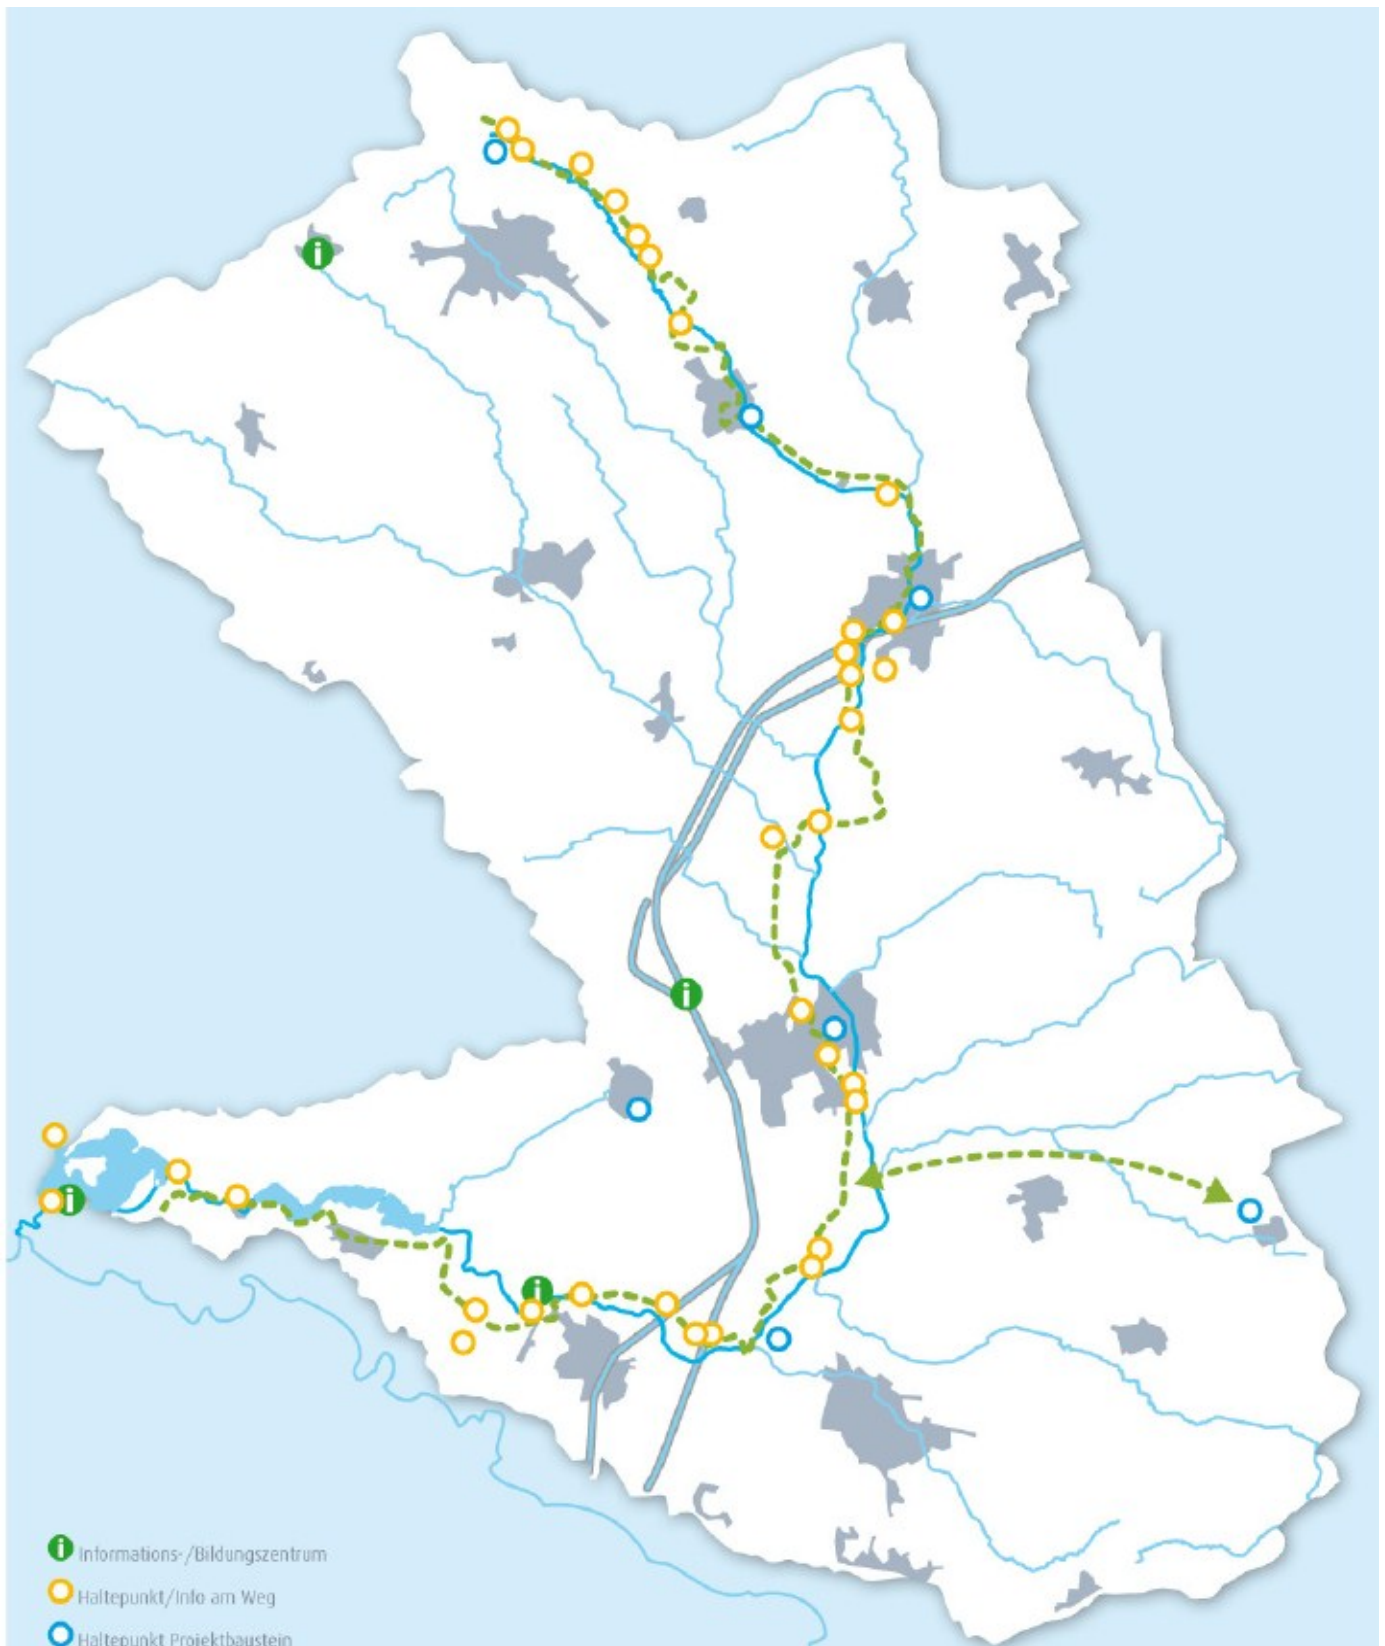 i
i
i
i
i Informations-/Bildungszentrum
Haltepunkt/Info am Weg
Haltepunkt Projektbaustein